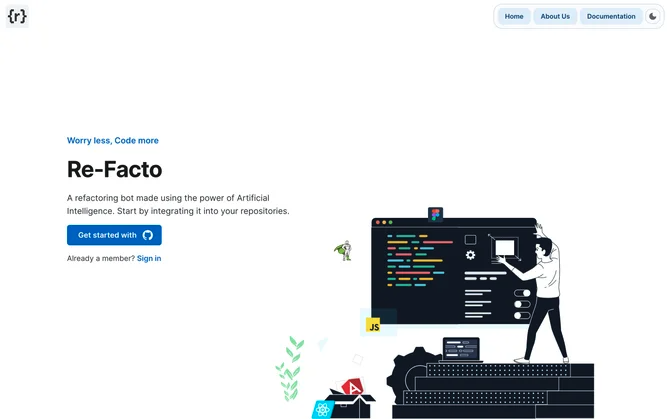 {r}
Home
About Us
Documentation
Worry less, Code more
Re-Facto
A refactoring bot made using the power of Artificial
Intelligence. Start by integrating it into your repositories.
Get started with
Already a member? Sign in
JS
A